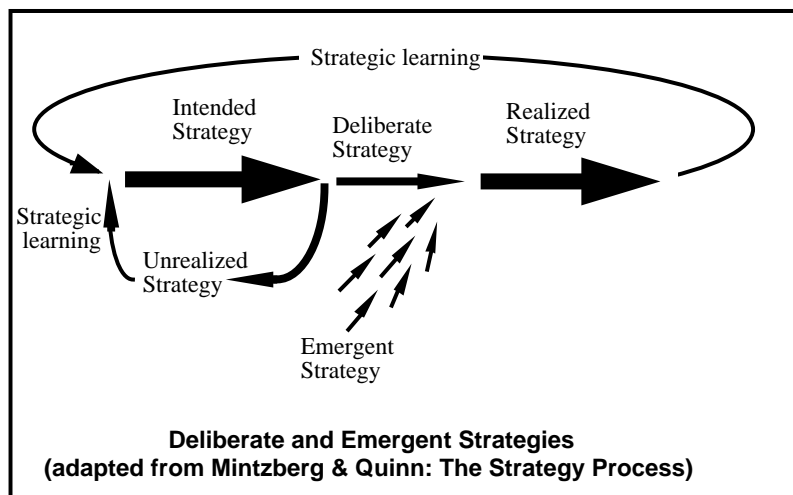 Strategic learning
Intended
Strategy
Deliberate
Strategy
Realized
Strategy
Strategic
learning
Unrealized
Strategy
Emergent
Strategy
Deliberate and Emergent Strategies
(adapted from Mintzberg & Quinn: The Strategy Process)